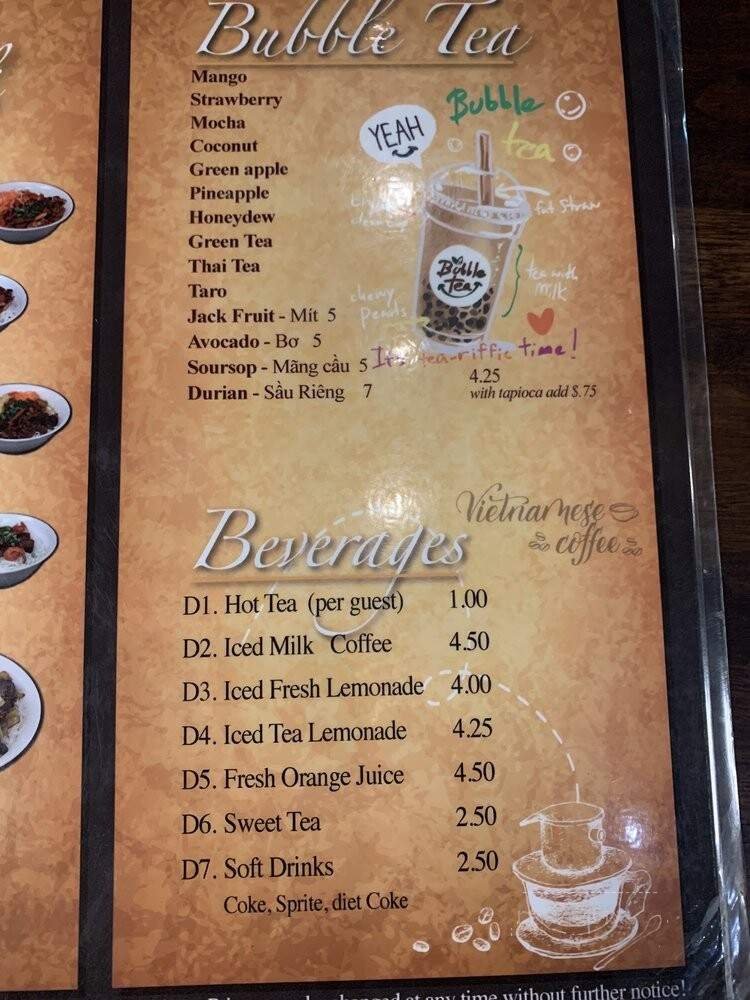 Bubble Tea
Mango
Strawberry
Mocha
Coconut
Green apple
Pineapple
Honeydew
Green Tea
Thai Tea
Taro
Jack Fruit - Mít 5
Avocado - Bơ 5
Soursop - Mãng cầu 5
Durian - Sầu Riêng 7
Bubble
tea
YEAH
fat Straw
Bubble
Tea
tea with
milk
chewy
pearls
It's tea-riffic time!
4.25
with tapioca add $.75
Vietnamese
coffee
Beverages
D1. Hot Tea (per guest) 1.00
D2. Iced Milk Coffee 4.50
D3. Iced Fresh Lemonade 4.00
D4. Iced Tea Lemonade 4.25
D5. Fresh Orange Juice 4.50
D6. Sweet Tea 2.50
D7. Soft Drinks 2.50
Coke, Sprite, diet Coke
at any time without further notice!